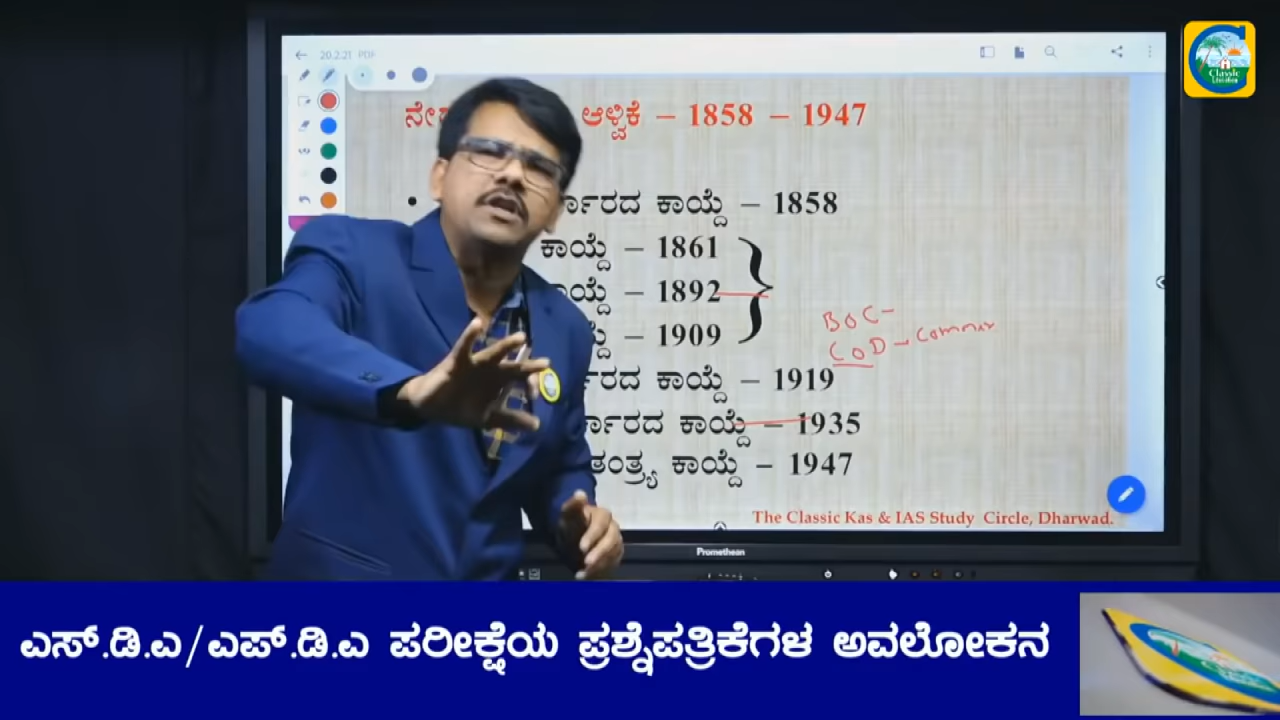 20.2.21 PDF
Classic
ಆಳ್ವಿಕೆ – 1858 – 1947
• ರ್ಕಾರದ ಕಾಯ್ದೆ – 1858
ಕಾಯ್ದೆ – 1861
ಯ್ದೆ – 1892
– 1909
BOC –
COD –
ರ್ಕಾರದ ಕಾಯ್ದೆ – 1919
ರ್ಕಾರದ ಕಾಯ್ದೆ – 1935
ತಂತ್ರ್ಯ ಕಾಯ್ದೆ – 1947
The Classic Kas & IAS Study Circle, Dharwad.
Promethean
ಎಸ್.ಡಿ.ಎ/ಎಫ್.ಡಿ.ಎ ಪರೀಕ್ಷೆಯ ಪ್ರಶ್ನೆಪತ್ರಿಕೆಗಳ ಅವಲೋಕನ